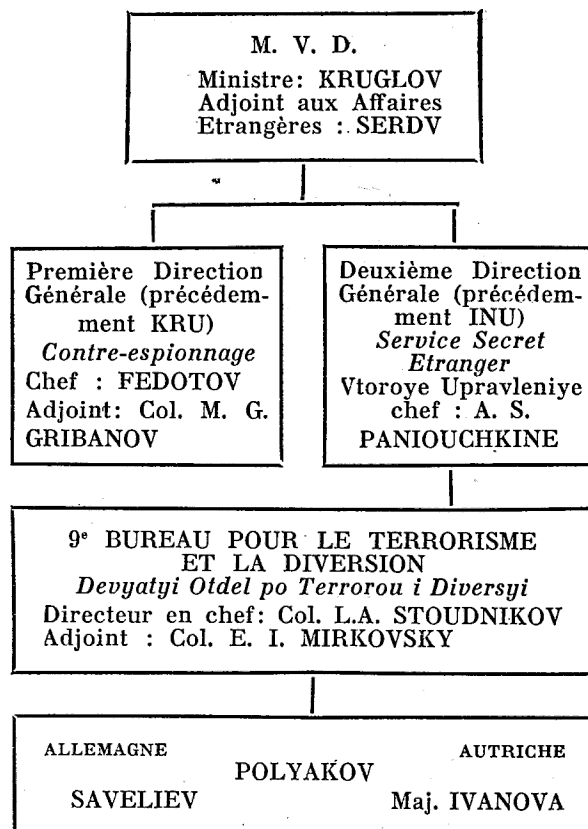 M. V. D.
Ministre: KRUGLOV
Adjoint aux Affaires
Etrangères : SERDV
Première Direction
Générale (précédem-
ment KRU)
Contre-espionnage
Chef : FEDOTOV
Adjoint: Col. M. G.
GRIBANOV
Deuxième Direction
Générale (précédem-
ment INU)
Service Secret
Etranger
Vtoroye Upravleniye
chef : A. S.
PANIOUCHKINE
9e BUREAU POUR LE TERRORISME
ET LA DIVERSION
Devyatyi Otdel po Terrorou i Diversyi
Directeur en chef: Col. L.A. STOUDNIKOV
Adjoint : Col. E. I. MIRKOVSKY
ALLEMAGNE AUTRICHE
POLYAKOV
SAVELIEV Maj. IVANOVA